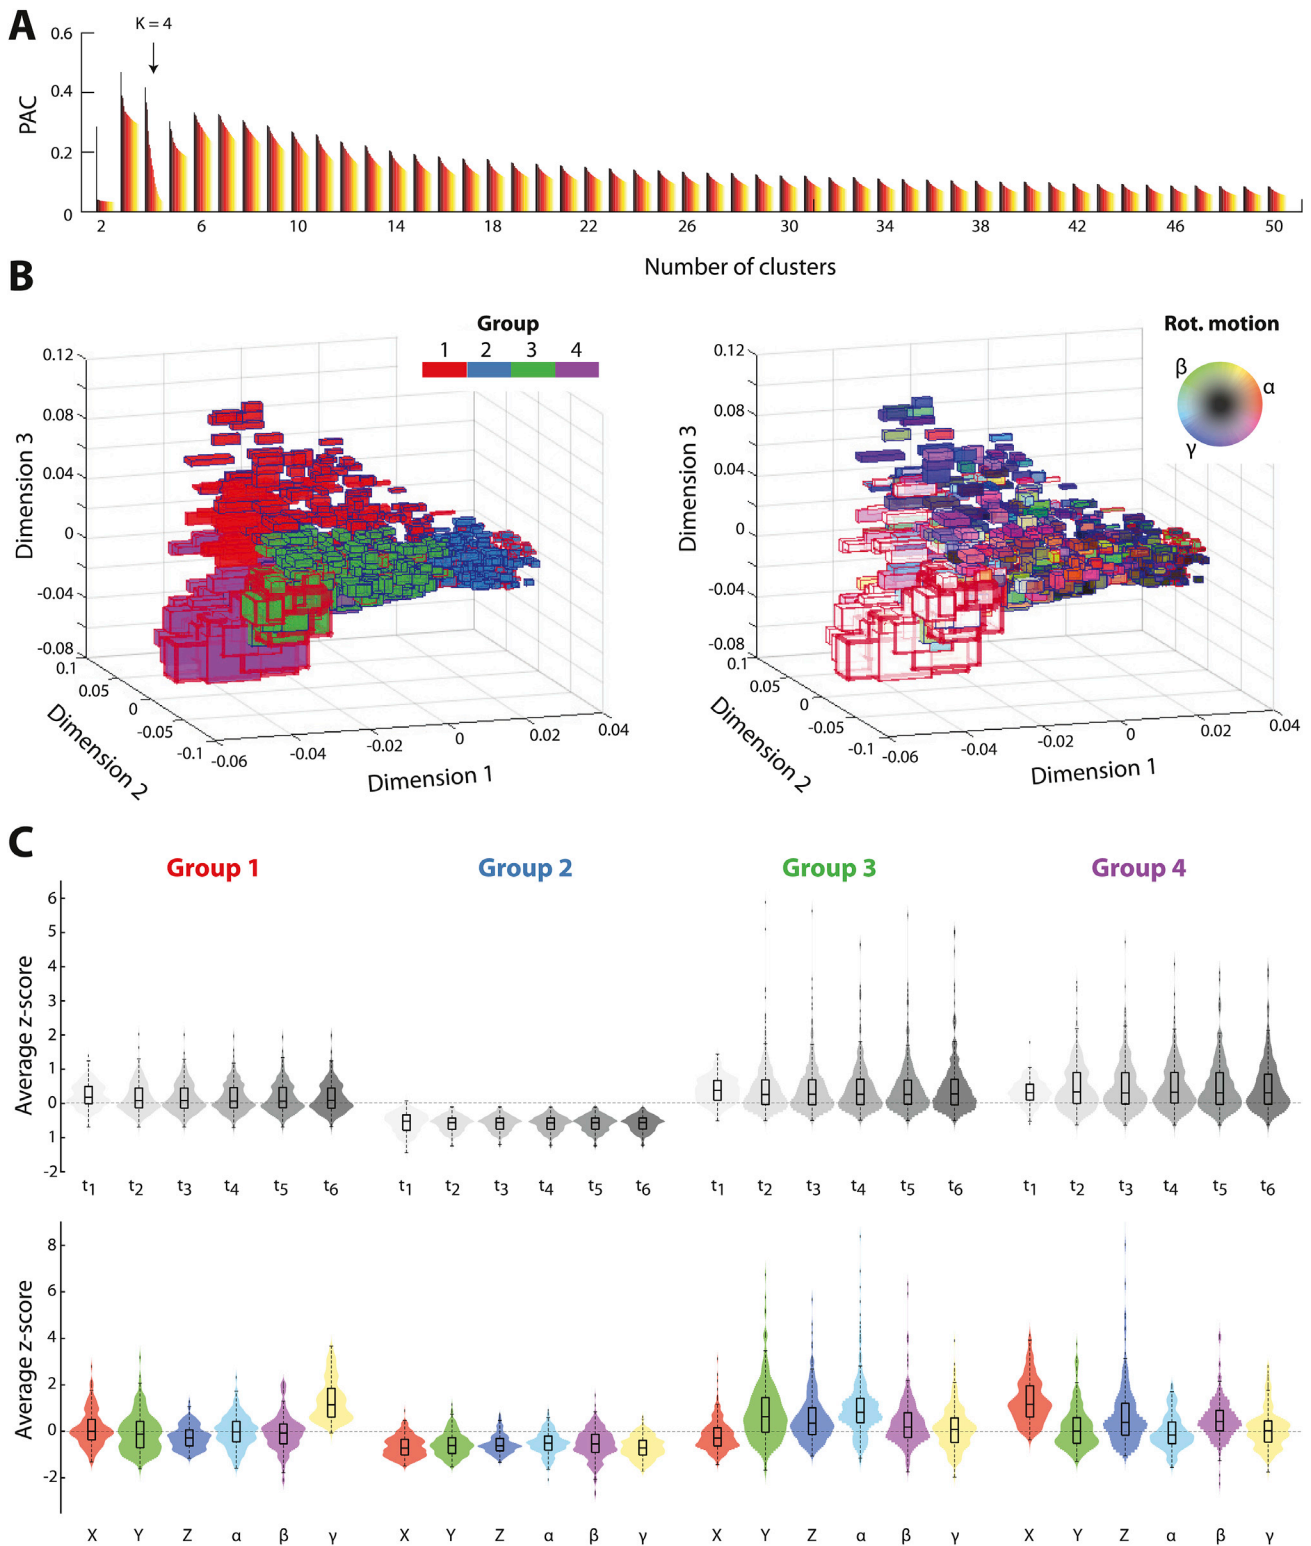 A
K = 4
0.6
0.4
0.2
0
PAC
2 6 10 14 18 22 26 30 34 38 42 46 50
Number of clusters
B
Group
1 2 3 4
0.12
0.08
0.04
0
-0.04
-0.08
Dimension 3
0.1
0.05
0
-0.05
-0.1
Dimension 2
-0.06 -0.04 -0.02 0 0.02 0.04
Dimension 1
Rot. motion
β
α
γ
0.12
0.08
0.04
0
-0.04
-0.08
Dimension 3
0.1
0.05
0
-0.05
-0.1
Dimension 2
-0.06 -0.04 -0.02 0 0.02 0.04
Dimension 1
C
Group 1 Group 2 Group 3 Group 4
6
5
4
3
2
1
0
1
-2
Average z-score
t1 t2 t3 t4 t5 t6 t1 t2 t3 t4 t5 t6 t1 t2 t3 t4 t5 t6 t1 t2 t3 t4 t5 t6
8
6
4
2
0
-2
Average z-score
X Y Z α β γ X Y Z α β γ X Y Z α β γ X Y Z α β γ